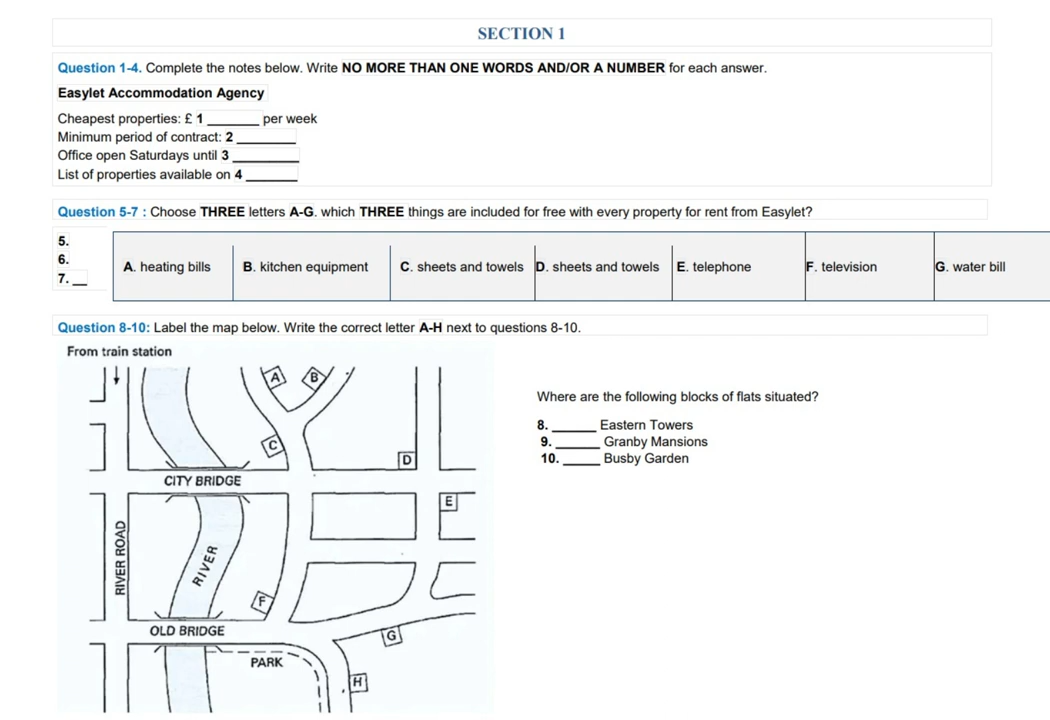 SECTION 1
Question 1-4. Complete the notes below. Write NO MORE THAN ONE WORDS AND/OR A NUMBER for each answer.
Easylet Accommodation Agency
Cheapest properties: £ 1 ______ per week
Minimum period of contract: 2 _______
Office open Saturdays until 3 ________
List of properties available on 4 ______
Question 5-7 : Choose THREE letters A-G. which THREE things are included for free with every property for rent from Easylet?
5.
6.
7. __
A. heating bills B. kitchen equipment C. sheets and towels D. sheets and towels E. telephone F. television G. water bill
Question 8-10: Label the map below. Write the correct letter A-H next to questions 8-10.
From train station
A B
C
D
CITY BRIDGE
E
RIVER ROAD
RIVER
F
OLD BRIDGE
G
PARK
H
Where are the following blocks of flats situated?
8. _____ Eastern Towers
9. _____ Granby Mansions
10. _____ Busby Garden